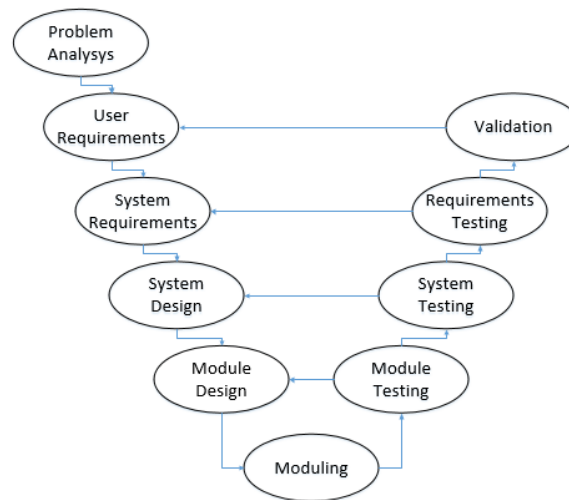 Problem
Analysys
User
Requirements
Validation
System
Requirements
Requirements
Testing
System
Design
System
Testing
Module
Design
Module
Testing
Moduling